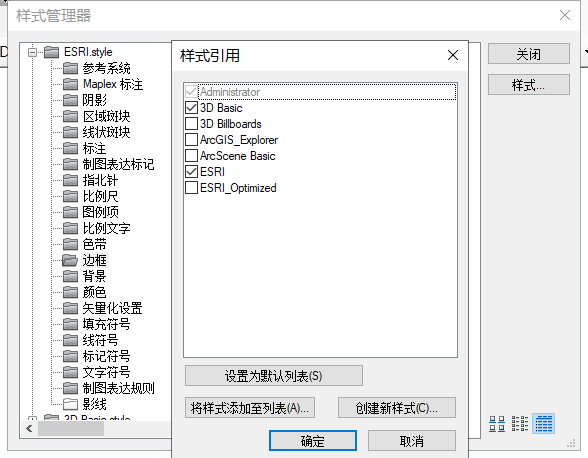 样式管理器
ESRI.style
参考系统
Maplex 标注
阴影
区域斑块
线状斑块
标注
制图表达标记
指北针
比例尺
图例项
比例文字
色带
边框
背景
颜色
矢量化设置
填充符号
线符号
标记符号
文字符号
制图表达规则
影线
3D Basic.style
样式引用
Administrator
3D Basic
3D Billboards
ArcGIS_Explorer
ArcScene Basic
ESRI
ESRI_Optimized
设置为默认列表(S)
将样式添加至列表(A)...
创建新样式(C)...
确定
取消
关闭
样式...